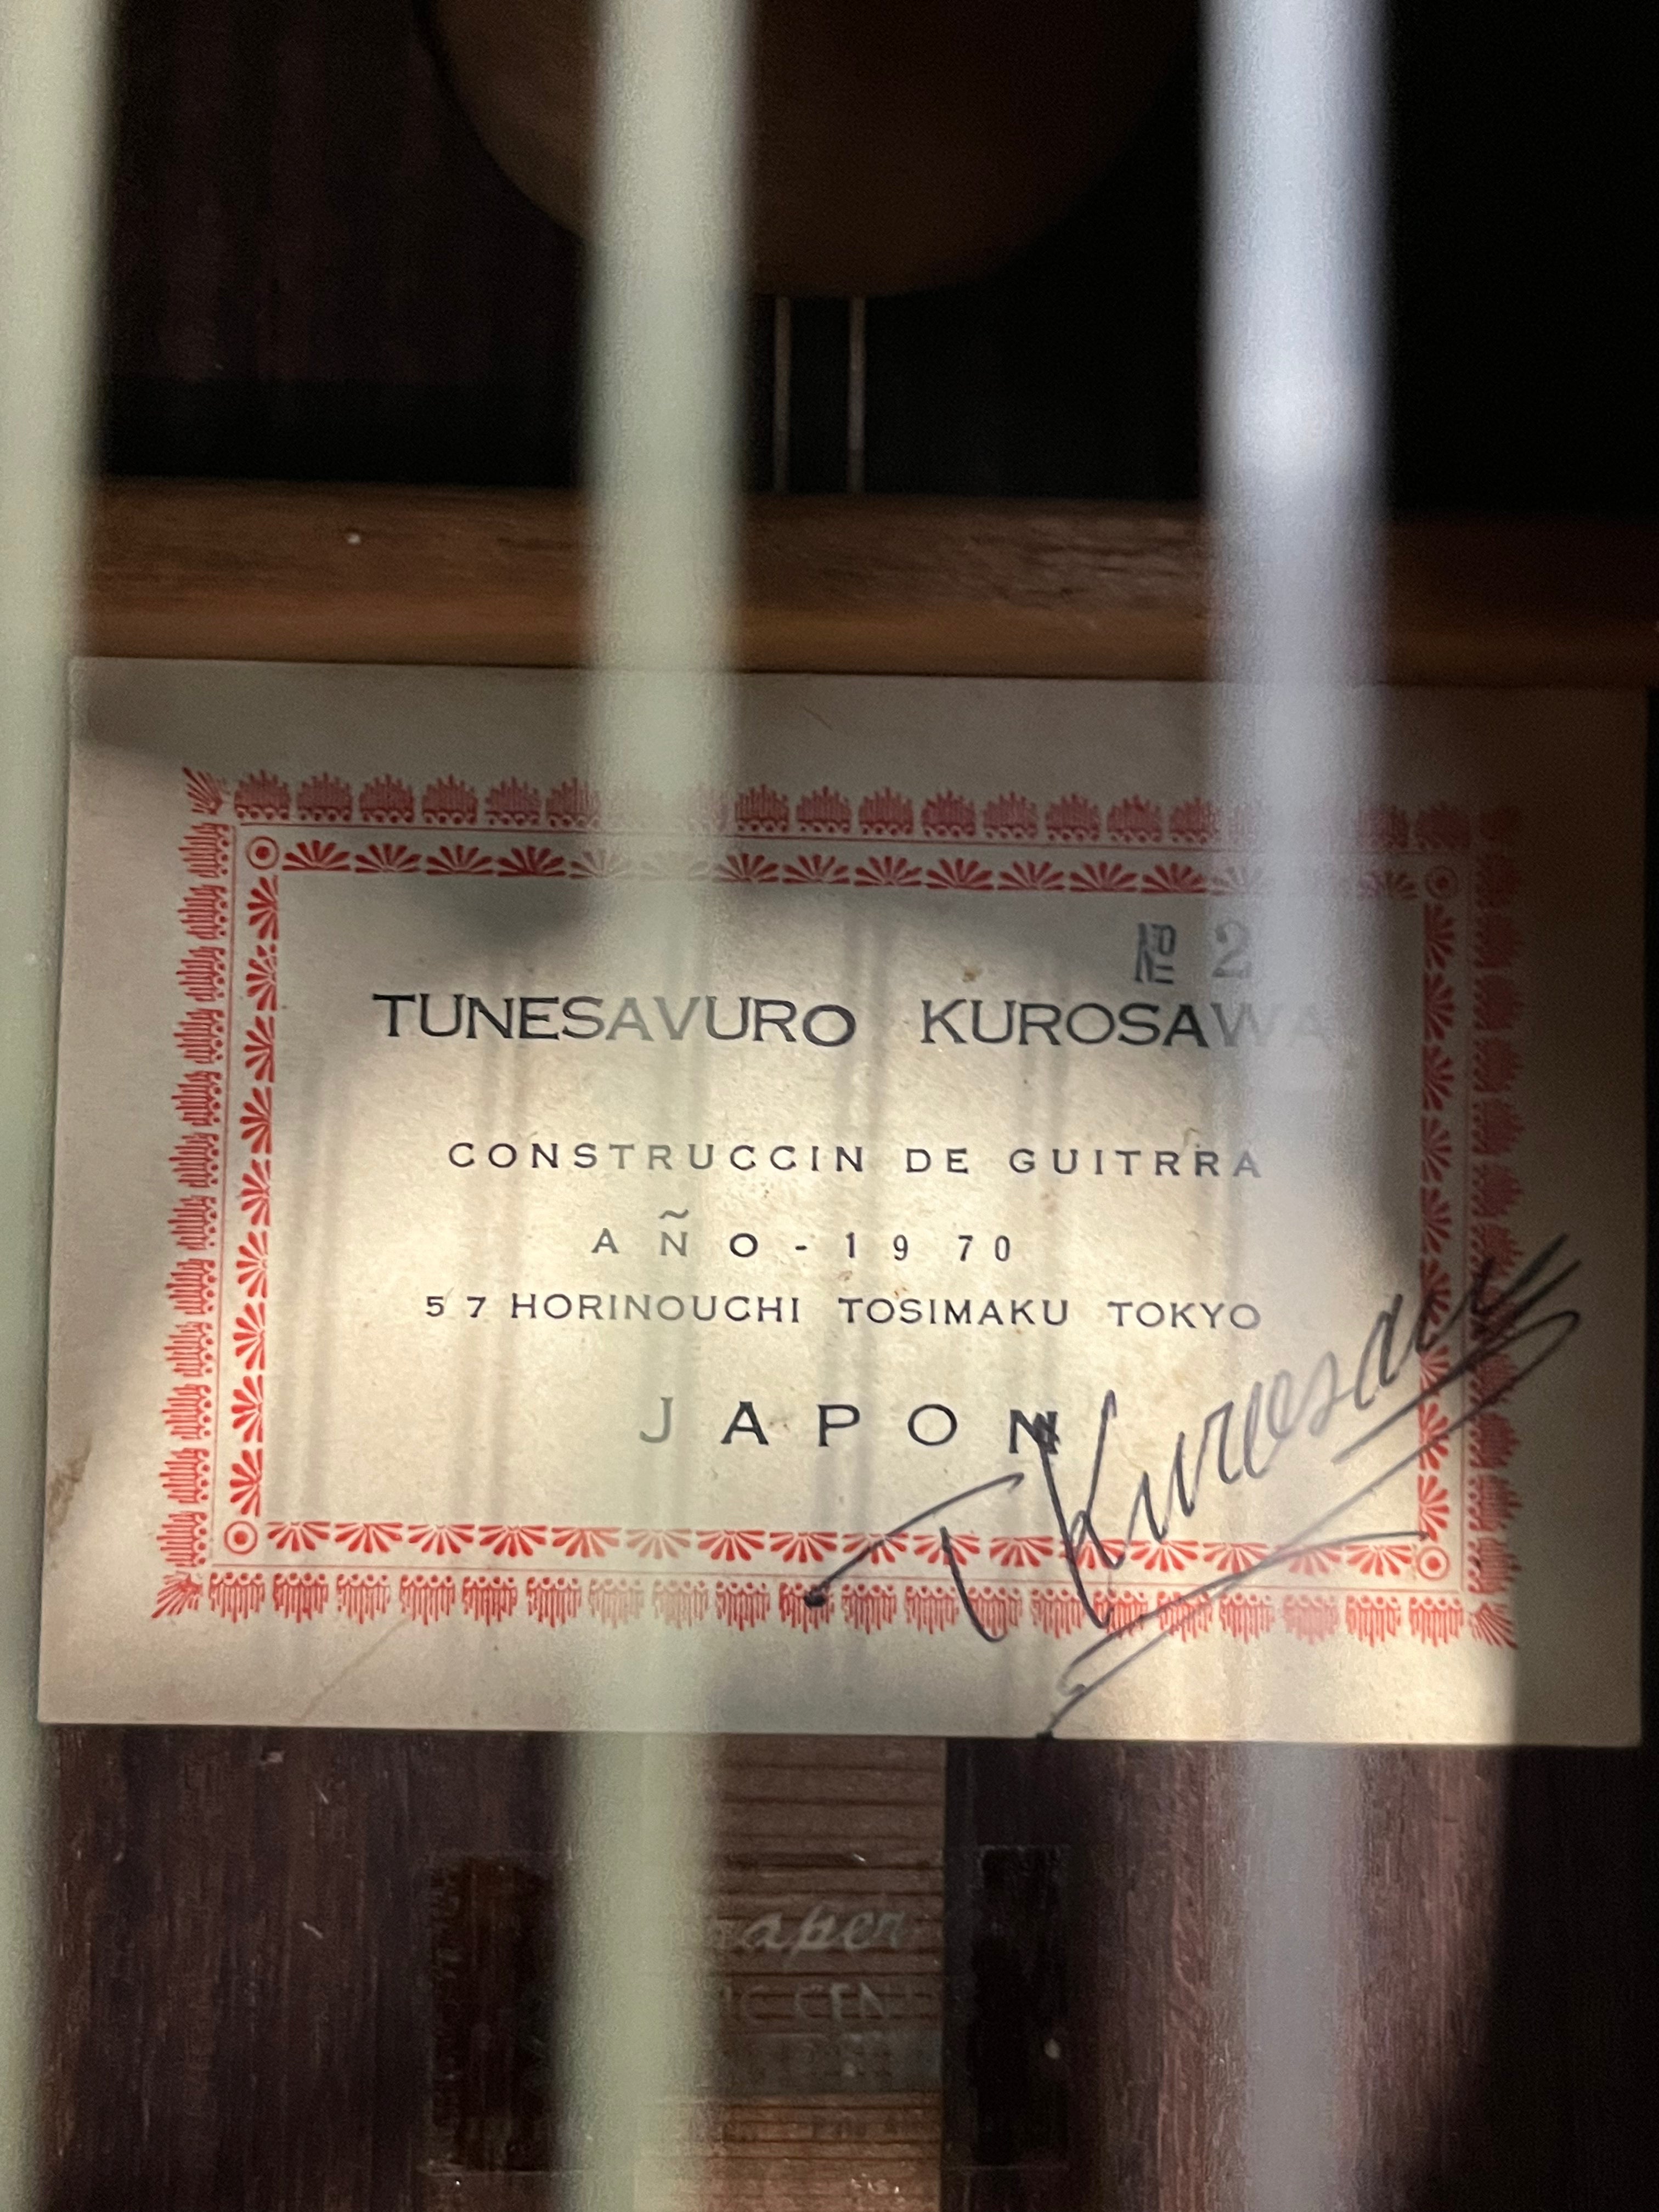 № 2
TUNESAVURO KUROSAWA
CONSTRUCCIN DE GUITRRA
AÑO-1970
57 HORINOUCHI TOSIMAKU TOKYO
JAPON
T Kurosawa